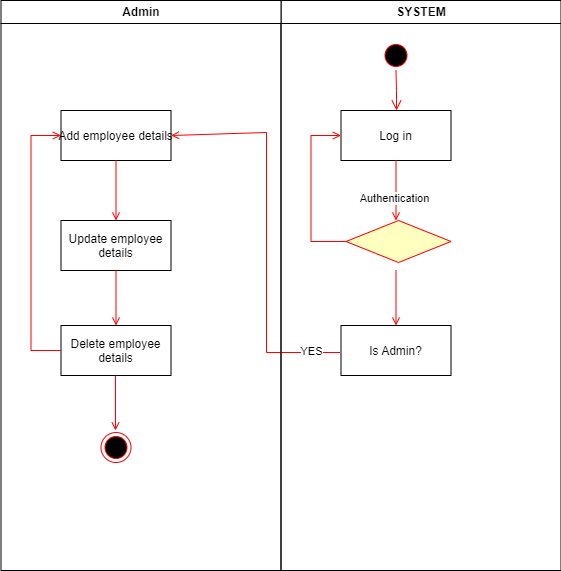 Admin
SYSTEM
Add employee details
Log in
Authentication
Update employee
details
Delete employee
details
YES
Is Admin?